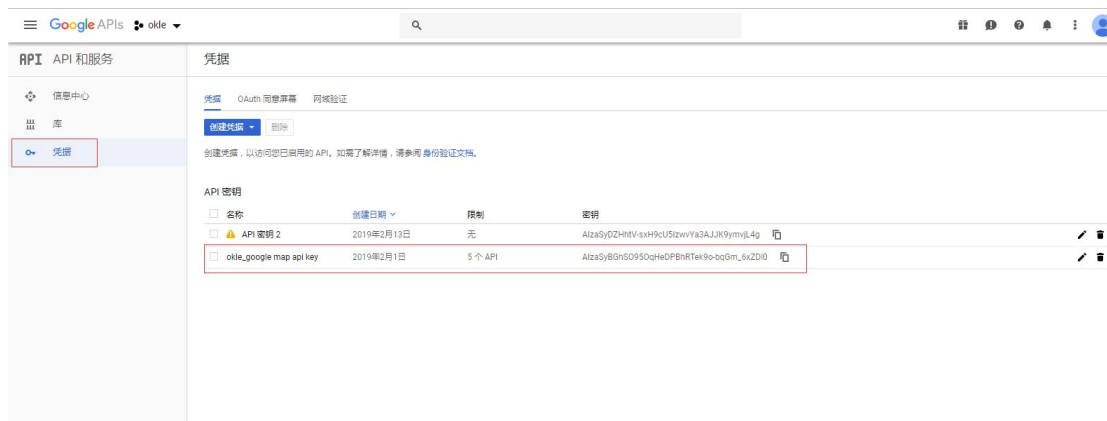 Google APIs okle
API API 和服务
凭据
信息中心
库
凭据
凭据 OAuth 同意屏幕 网域验证
创建凭据 删除
创建凭据，以访问您已启用的 API。如需了解详情，请参阅 身份验证文档。
API 密钥
名称 创建日期 限制 密钥
API 密钥 2 2019年2月13日 无 AIzaSyDZHhtV-sxH9cU5IzwvYa3AJJK9ymvjL4g
okle_google map api key 2019年2月1日 5 个 API AIzaSyBGhSO95OqHeDPBhRTek9o-bqGm_6xZDi0